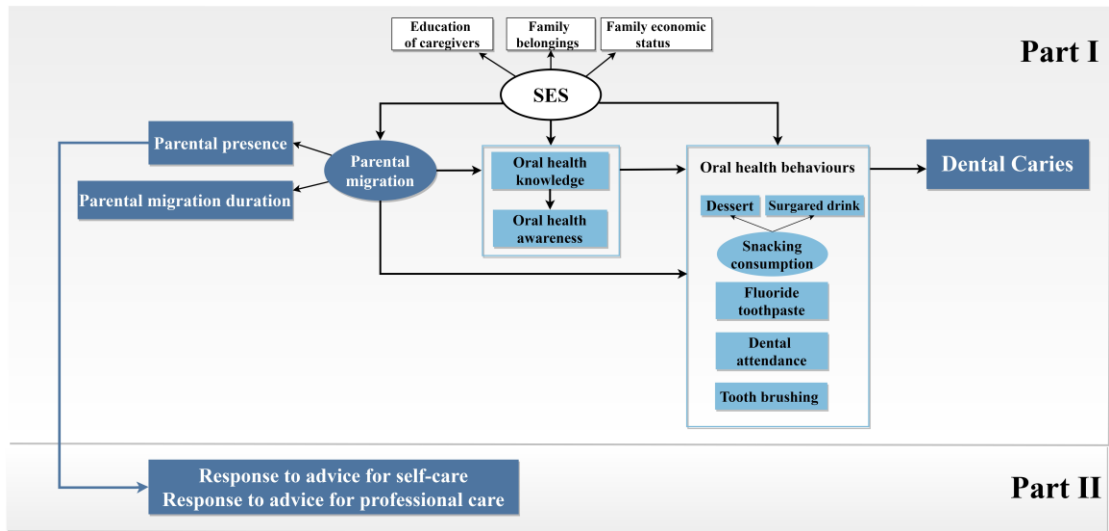 Education
of caregivers
Family
belongings
Family economic
status
Part I
SES
Parental presence
Parental
migration
Parental migration duration
Oral health
knowledge
Oral health
awareness
Oral health behaviours
Dessert
Surgared drink
Snacking
consumption
Fluoride
toothpaste
Dental
attendance
Tooth brushing
Dental Caries
Response to advice for self-care
Response to advice for professional care
Part II